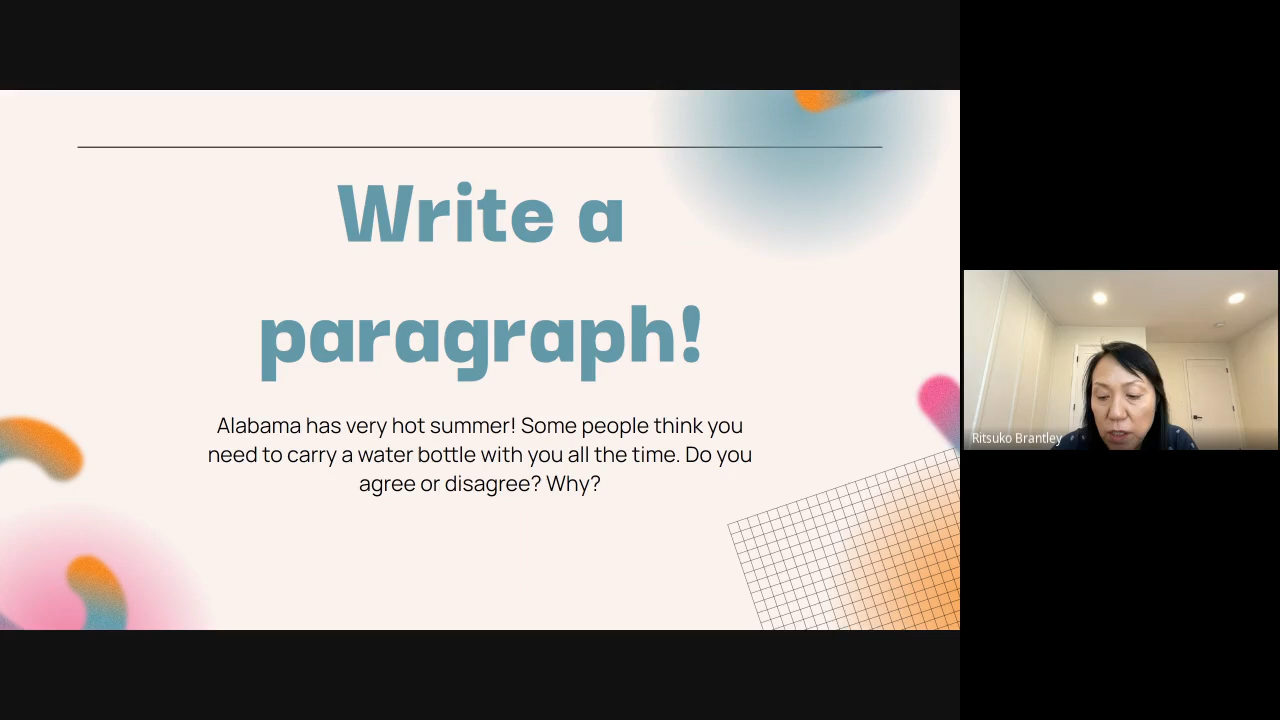 Write a
paragraph!
Alabama has very hot summer! Some people think you
need to carry a water bottle with you all the time. Do you
agree or disagree? Why?
Ritsuko Brantley